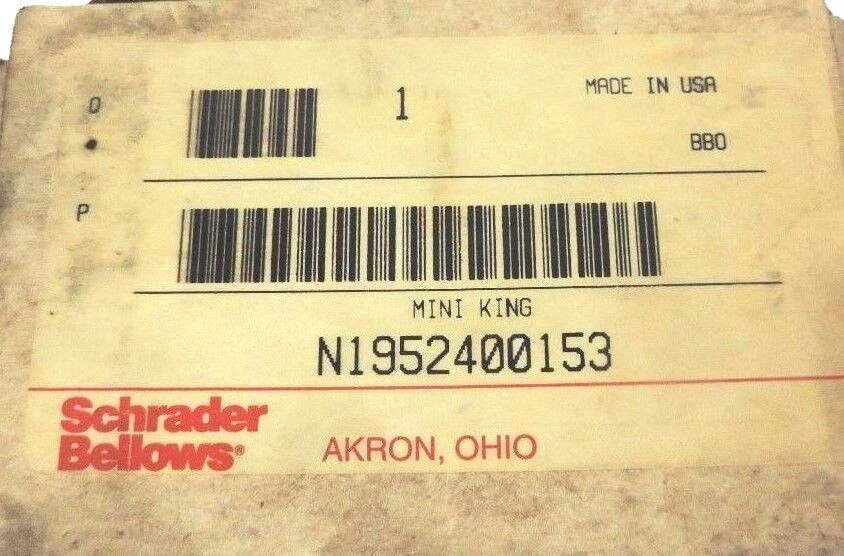 Q 1 MADE IN USA
BBO
P
MINI KING
N1952400153
Schrader
Bellows® AKRON, OHIO